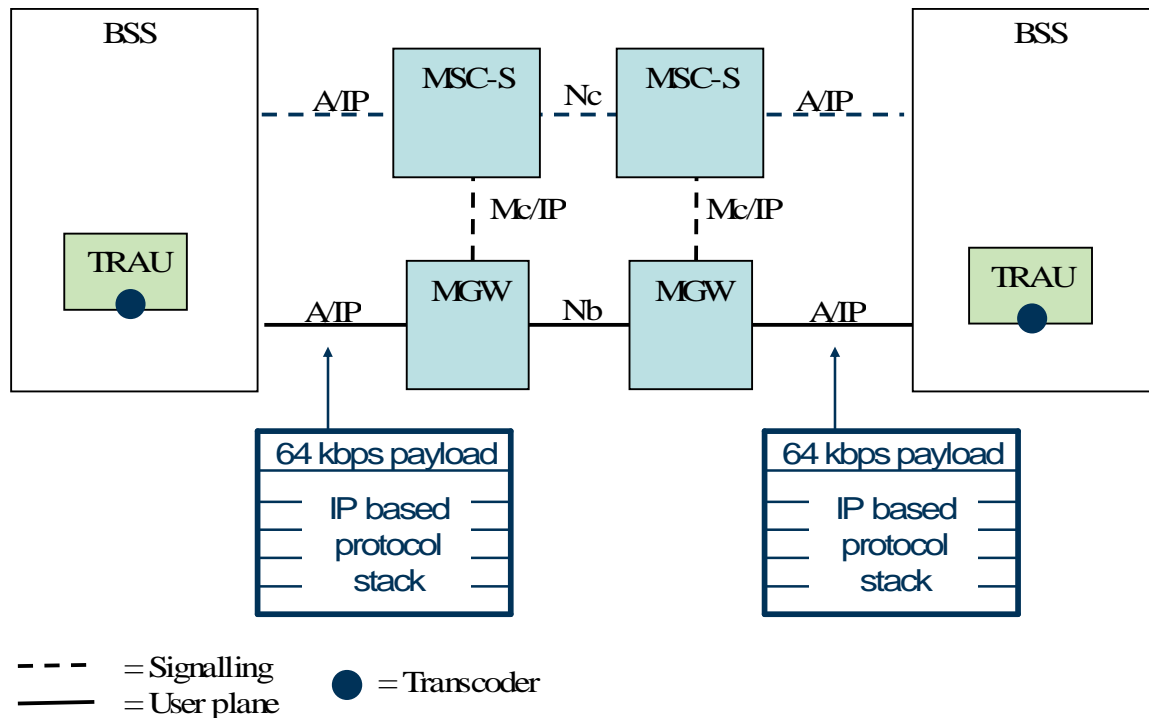 BSS
BSS
MSC-S
MSC-S
A/IP
Nc
A/IP
Mc/IP
Mc/IP
TRAU
MGW
MGW
TRAU
A/IP
Nb
A/IP
64 kbps payload
IP based
protocol
stack
64 kbps payload
IP based
protocol
stack
= Signalling
= User plane
= Transcoder